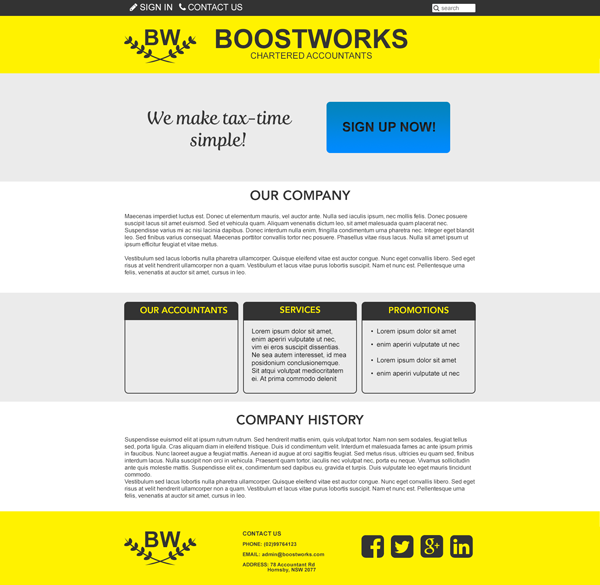 SIGN IN CONTACT US search
BW BOOSTWORKS
CHARTERED ACCOUNTANTS
We make tax-time
simple!
SIGN UP NOW!
OUR COMPANY
Maecenas imperdiet luctus est. Donec ut elementum mauris, vel auctor ante. Nulla sed iaculis ipsum, nec mollis felis. Donec posuere
suscipit lacus sit amet euismod. Sed et vehicula quam. Aliquam venenatis dictum leo, sit amet malesuada quam placerat nec.
Suspendisse varius mi ac nisi lacinia dapibus. Donec interdum nulla enim, fringilla condimentum urna pharetra nec. Integer eget blandit
leo. Sed finibus varius consequat. Maecenas porttitor convallis tortor nec posuere. Phasellus vitae risus lacus. Nulla sit amet ipsum ut
ipsum efficitur feugiat et vitae metus.
Vestibulum sed lacus lobortis nulla pharetra ullamcorper. Quisque eleifend vitae est auctor congue. Nunc eget convallis libero. Sed eget
risus at velit hendrerit ullamcorper non a quam. Vestibulum et lacus vitae purus lobortis suscipit. Nam et nunc est. Pellentesque urna
felis, venenatis at auctor sit amet, cursus in leo.
OUR ACCOUNTANTS
SERVICES
Lorem ipsum dolor sit amet,
enim aperiri vulputate ut nec,
vim ei eros suscipit dissentias.
Ne sea autem interesset, id mea
posidonium conclusionemque.
Sit atqui volutpat mediocritatem
ei. At prima commodo delenit
PROMOTIONS
• Lorem ipsum dolor sit amet
• enim aperiri vulputate ut nec
• Lorem ipsum dolor sit amet
• enim aperiri vulputate ut nec
COMPANY HISTORY
Suspendisse euismod elit at ipsum rutrum rutrum. Sed hendrerit mattis enim, quis volutpat tortor. Nam non sem sodales, feugiat tellus
sed, porta ligula. Cras aliquam diam in eleifend tristique. Duis id condimentum velit. Interdum et malesuada fames ac ante ipsum primis
in faucibus. Nunc laoreet augue a feugiat mattis. Aenean id augue at orci sagittis feugiat. Sed metus risus, ultricies eu quam sed, finibus
rutrum lacus. Nulla suscipit non orci in vehicula. Praesent quam tortor, iaculis nec volutpat nec, porta eu neque. Vivamus sollicitudin
ante quis molestie mattis. Suspendisse elit ex, condimentum sed dapibus eu, gravida et turpis. Duis vulputate leo eget mauris tincidunt
commodo.
Vestibulum sed lacus lobortis nulla pharetra ullamcorper. Quisque eleifend vitae est auctor congue. Nunc eget convallis libero. Sed eget
risus at velit hendrerit ullamcorper non a quam. Vestibulum et lacus vitae purus lobortis suscipit. Nam et nunc est. Pellentesque urna
felis, venenatis at auctor sit amet, cursus in leo.
BW
CONTACT US
PHONE: (02)99764123
EMAIL: admin@boostworks.com
ADDRESS: 78 Accountant Rd
Hornsby, NSW 2077
f g+ in